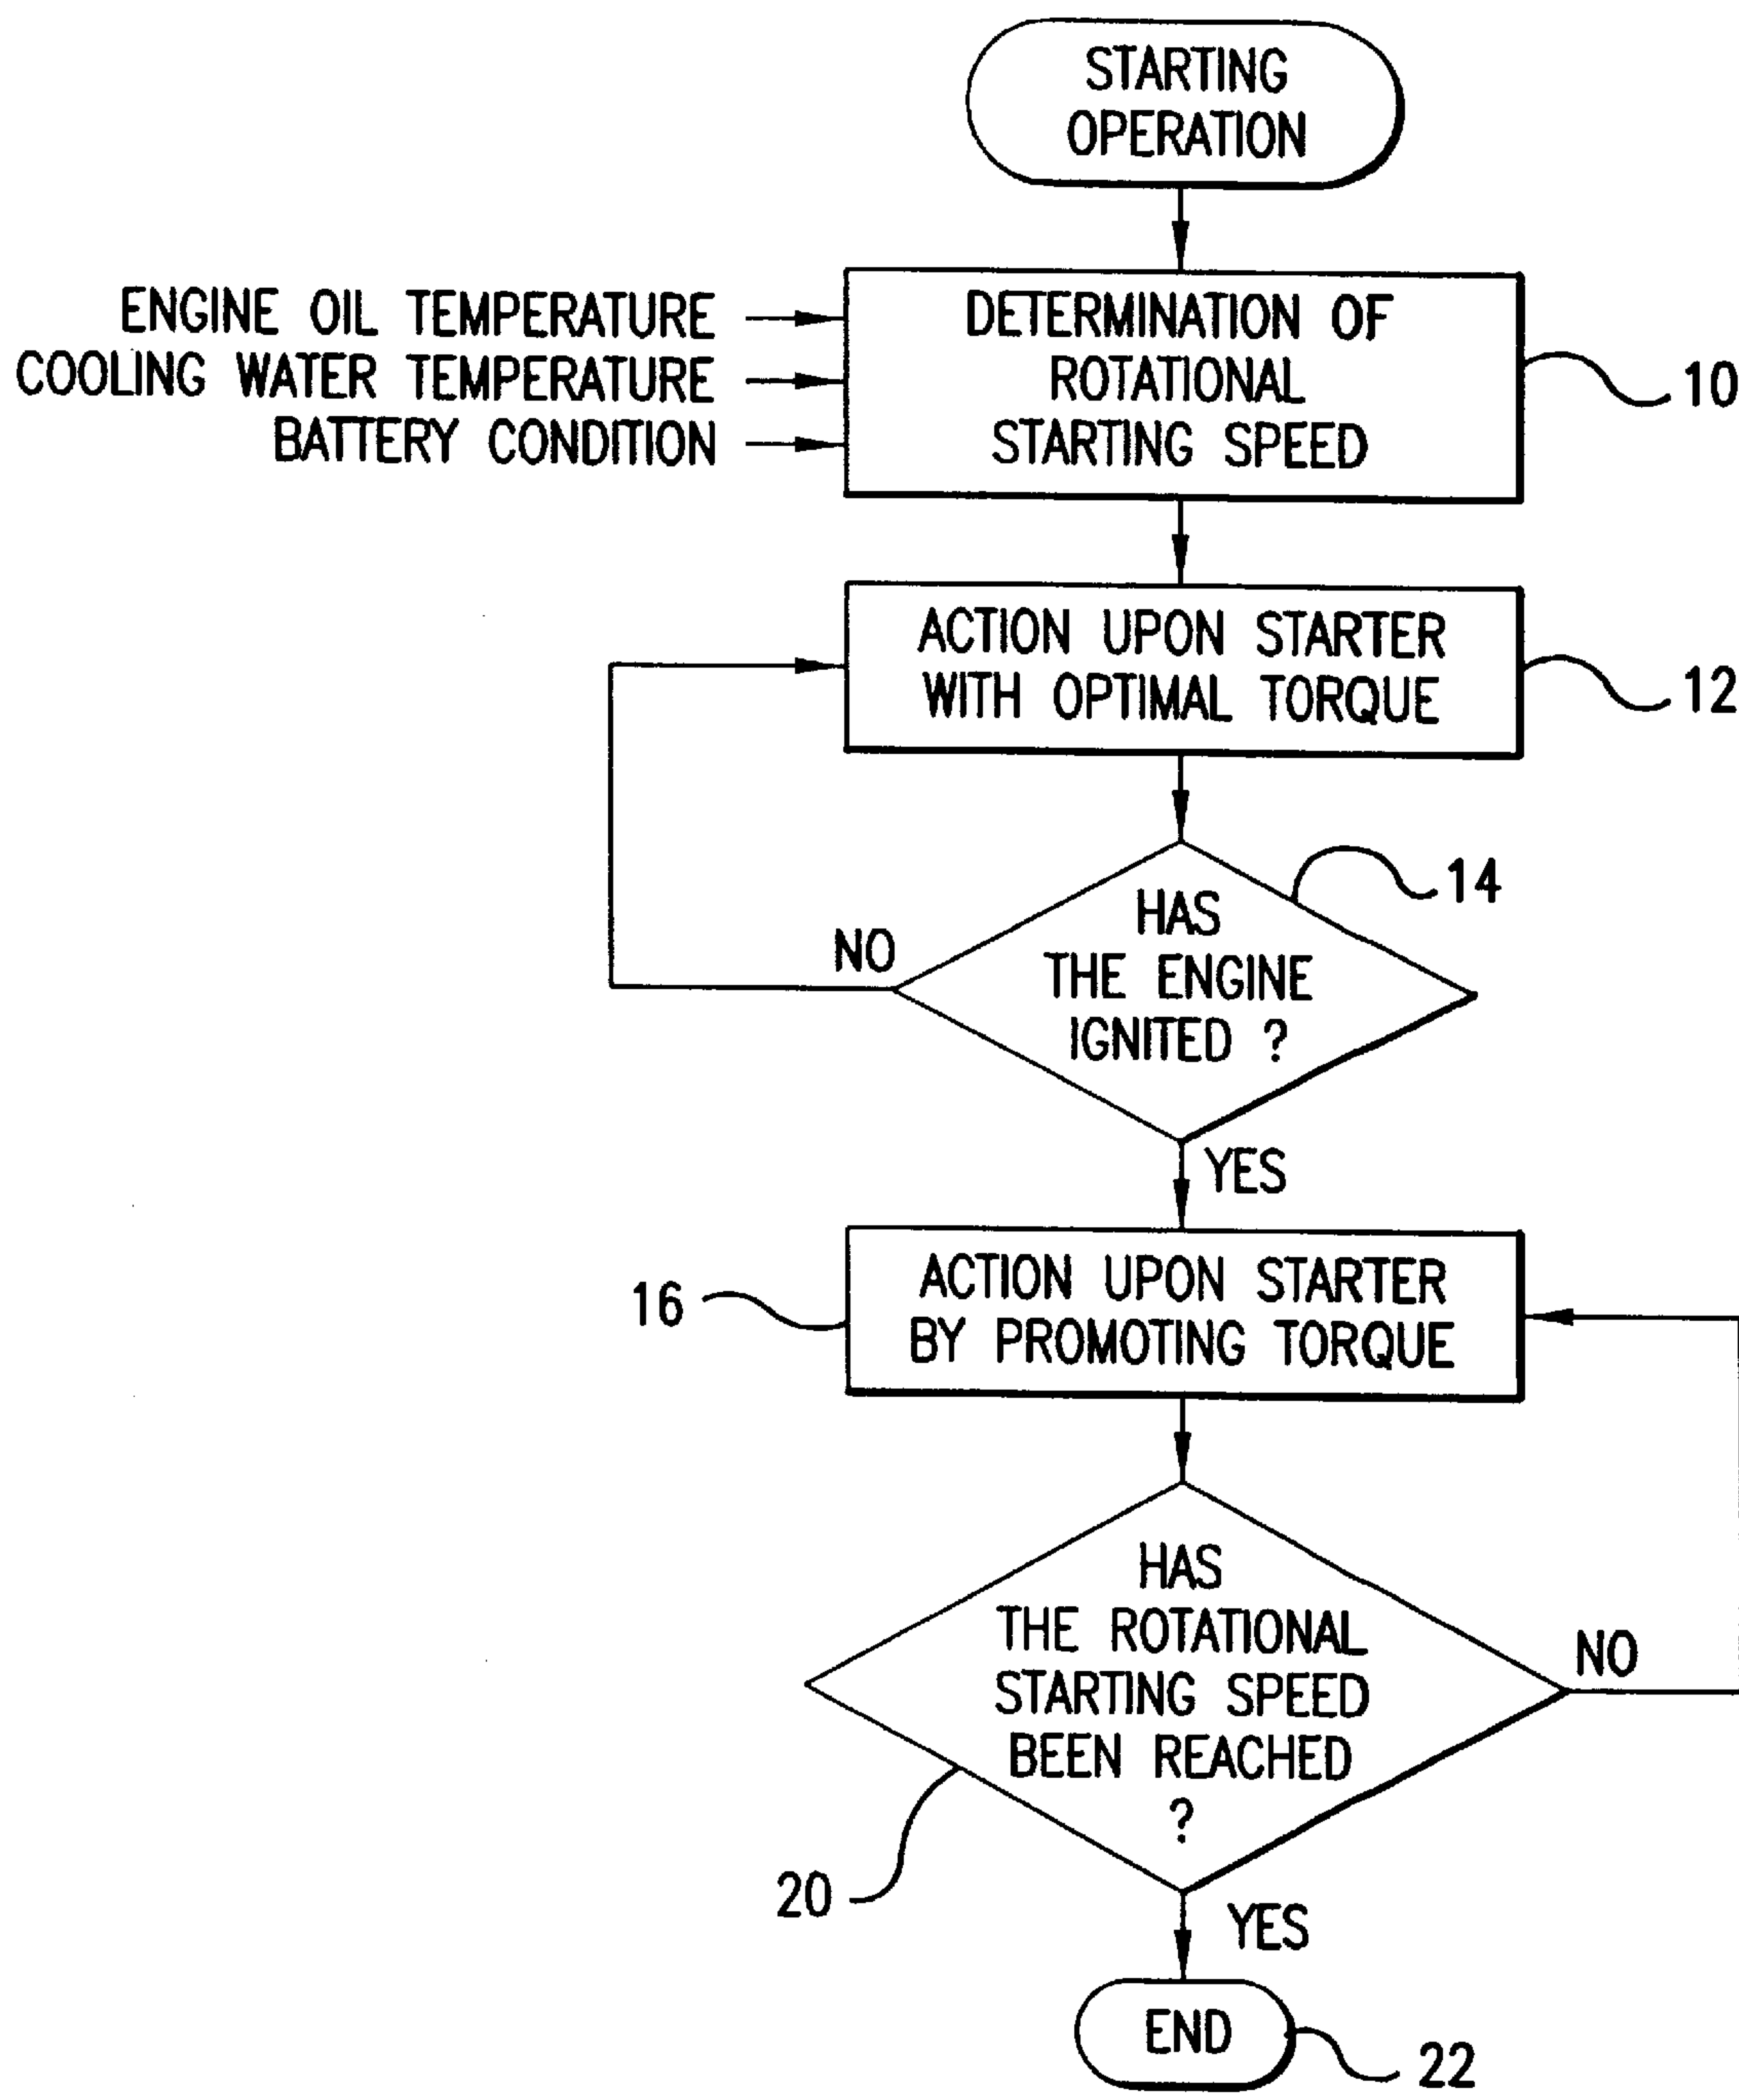 STARTING
OPERATION
ENGINE OIL TEMPERATURE
COOLING WATER TEMPERATURE
BATTERY CONDITION
DETERMINATION OF
ROTATIONAL
STARTING SPEED
10
ACTION UPON STARTER
WITH OPTIMAL TORQUE
12
14
HAS
THE ENGINE
IGNITED ?
NO
YES
16
ACTION UPON STARTER
BY PROMOTING TORQUE
HAS
THE ROTATIONAL
STARTING SPEED
BEEN REACHED
?
NO
20
YES
END
22